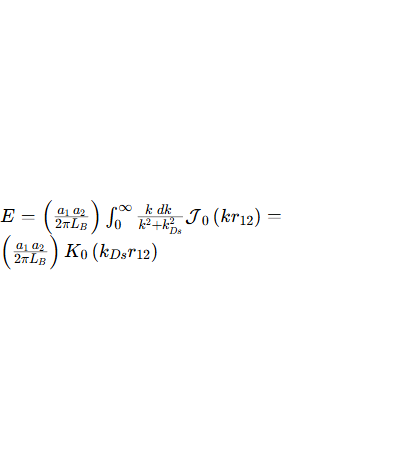 E = \left( \frac{a_1 \, a_2}{2\pi L_B} \right) \int_0^\infty \frac{k \; dk}{k^2 + k_{Ds}^2} \mathcal{J}_0 \left( k r_{12} \right) =
\left( \frac{a_1 \, a_2}{2\pi L_B} \right) K_0 \left( k_{Ds} r_{12} \right)